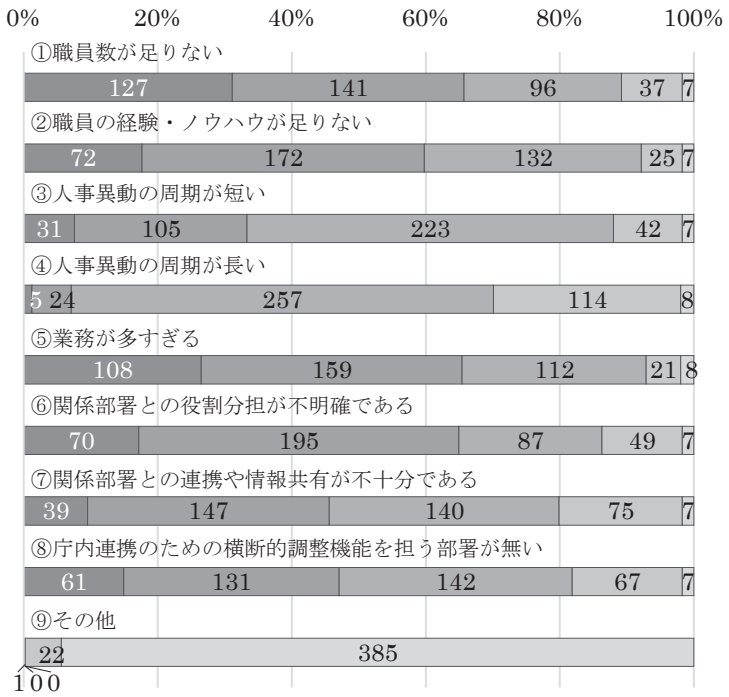 0% 20% 40% 60% 80% 100%
①職員数が足りない
127 141 96 37 7
②職員の経験・ノウハウが足りない
72 172 132 25 7
③人事異動の周期が短い
31 105 223 42 7
④人事異動の周期が長い
5 24 257 114 8
⑤業務が多すぎる
108 159 112 21 8
⑥関係部署との役割分担が不明確である
70 195 87 49 7
⑦関係部署との連携や情報共有が不十分である
39 147 140 75 7
⑧庁内連携のための横断的調整機能を担う部署が無い
61 131 142 67 7
⑨その他
22 385
1 0 0